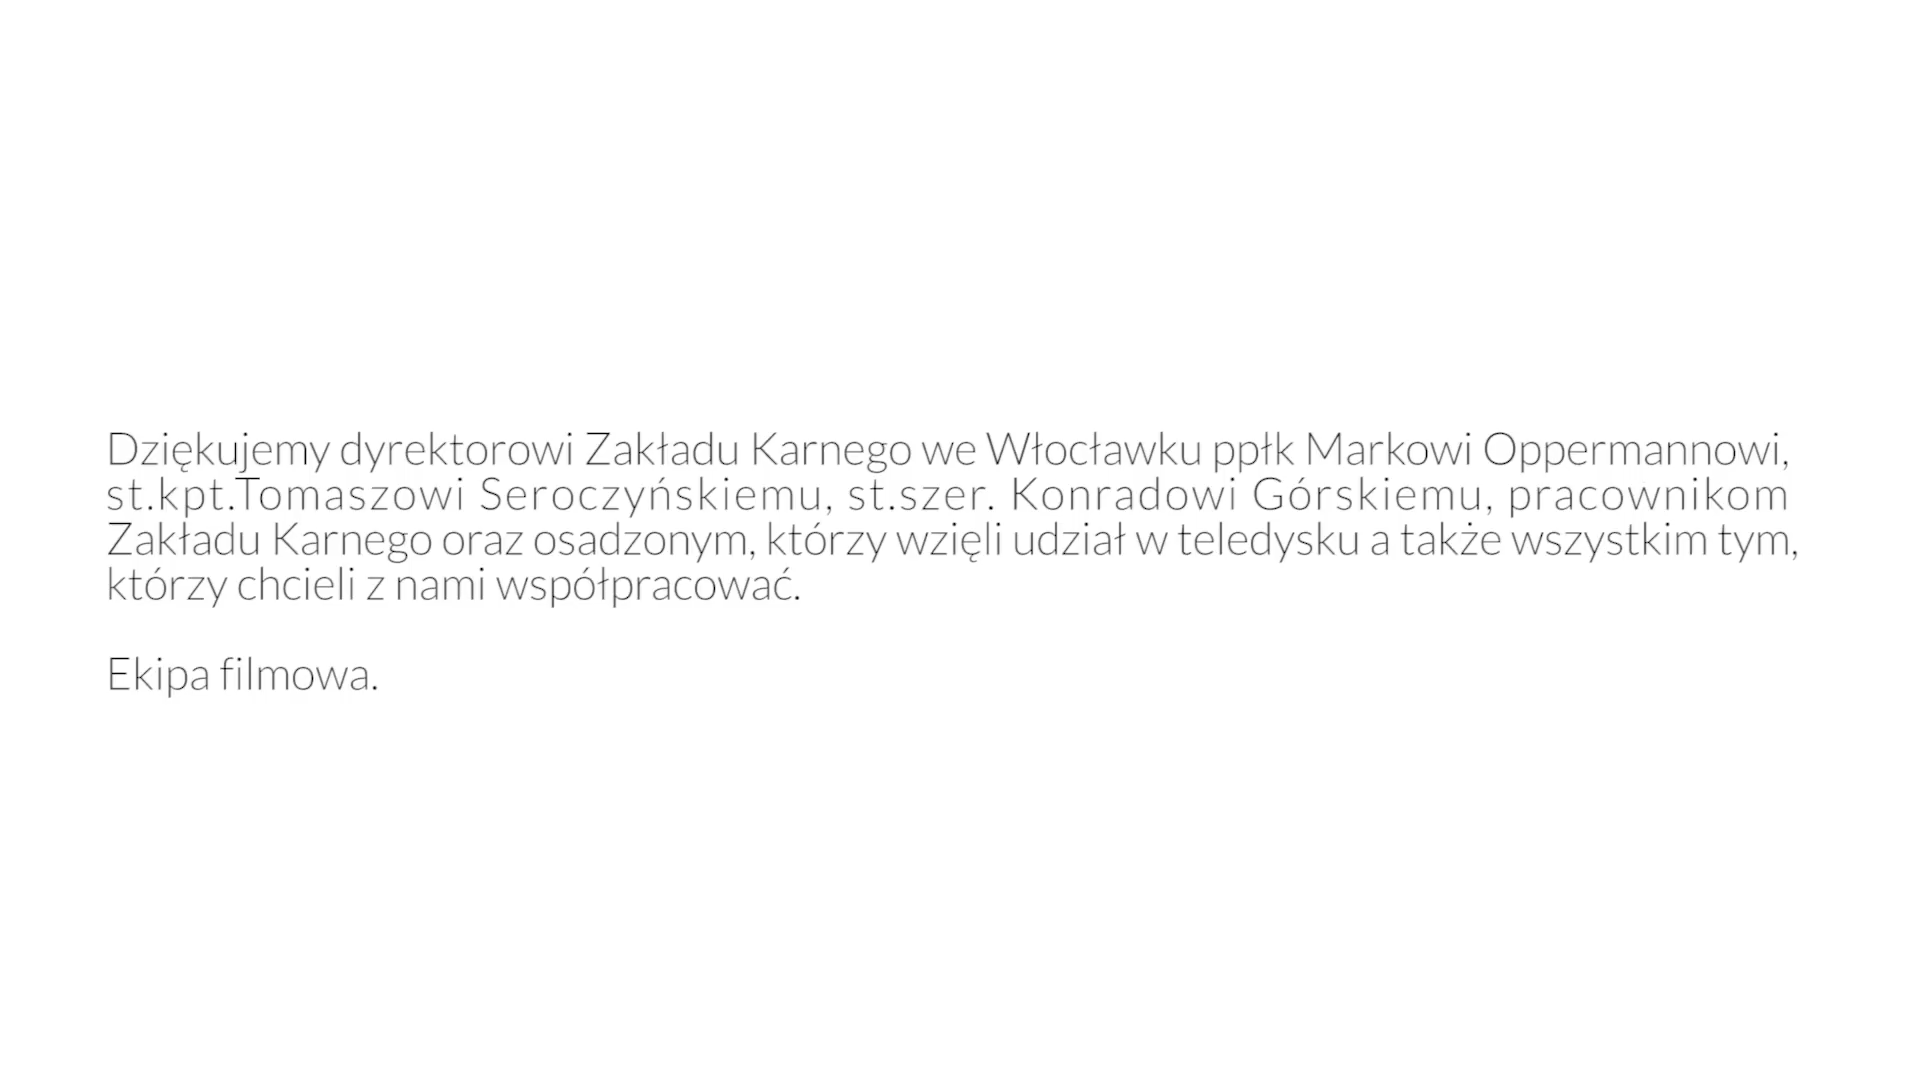 Dziękujemy dyrektorowi Zakładu Karnego we Włocławku ppłk Markowi Oppermannowi,
st.kpt.Tomaszowi Seroczyńskiemu, st.szer. Konradowi Górskiemu, pracownikom
Zakładu Karnego oraz osadzonym, którzy wzięli udział w teledysku a także wszystkim tym,
którzy chcieli z nami współpracować.
Ekipa filmowa.